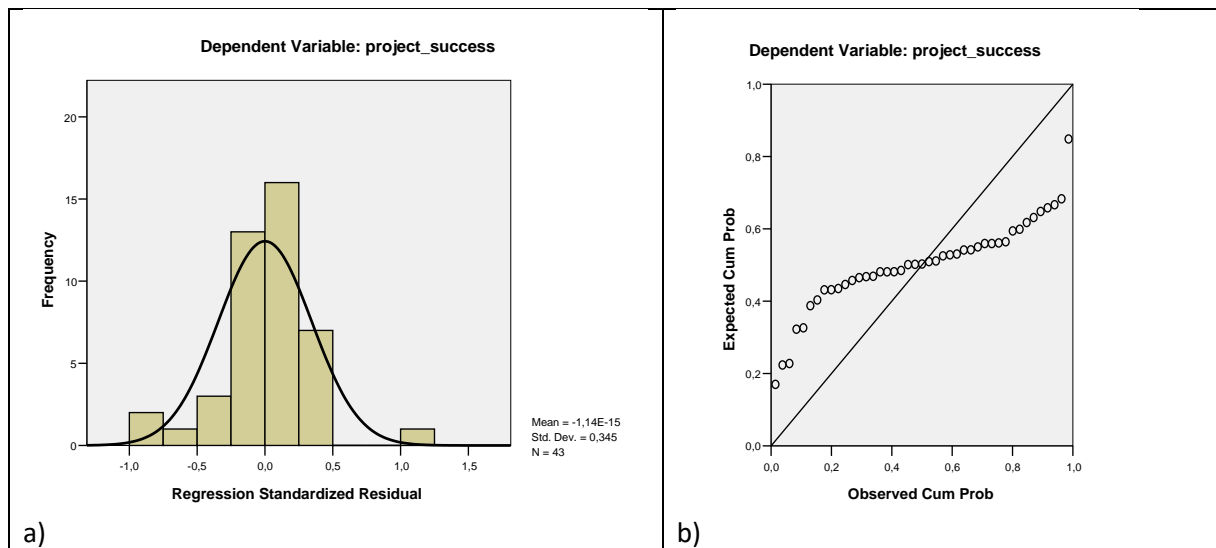 Dependent Variable: project_success
20
15
10
5
0
Frequency
-1,0
-0,5
0,0
0,5
1,0
1,5
Regression Standardized Residual
Mean = -1,14E-15
Std. Dev. = 0,345
N = 43
a)
Dependent Variable: project_success
1,0
0,8
0,6
0,4
0,2
0,0
Expected Cum Prob
0,0
0,2
0,4
0,6
0,8
1,0
Observed Cum Prob
b)